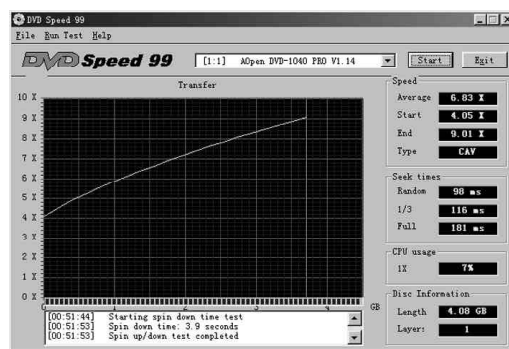 DVD Speed 99
File Run Test Help
DVD Speed 99
[1:1] AOpen DVD-1040 PRO V1.14
Start
Exit
Transfer
10 X
9 X
8 X
7 X
6 X
5 X
4 X
3 X
2 X
1 X
0 X
GB
[00:51:44] Starting spin down time test
[00:51:53] Spin down time: 3.9 seconds
[00:51:53] Spin up/down test completed
Speed
Average 6.83 X
Start 4.05 X
End 9.01 X
Type CAV
Seek times
Random 98 ms
1/3 116 ms
Full 181 ms
CPU usage
1X 7%
Disc Information
Length 4.08 GB
Layer: 1